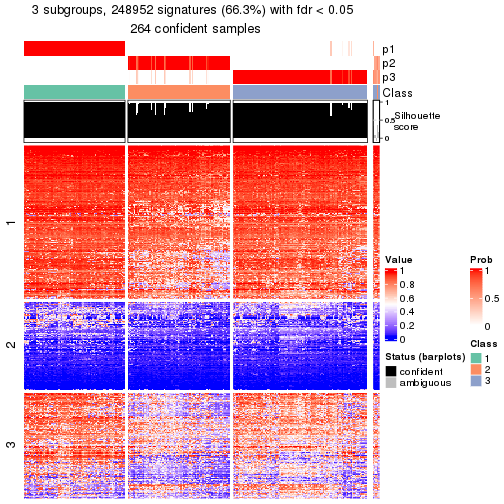 3 subgroups, 248952 signatures (66.3%) with fdr < 0.05
264 confident samples
p1
p2
p3
Class
1
0.5
0
Silhouette
score
1
2
3
Value
1
0.8
0.6
0.4
0.2
0
Prob
1
0.5
0
Status (barplots)
confident
ambiguous
Class
1
2
3